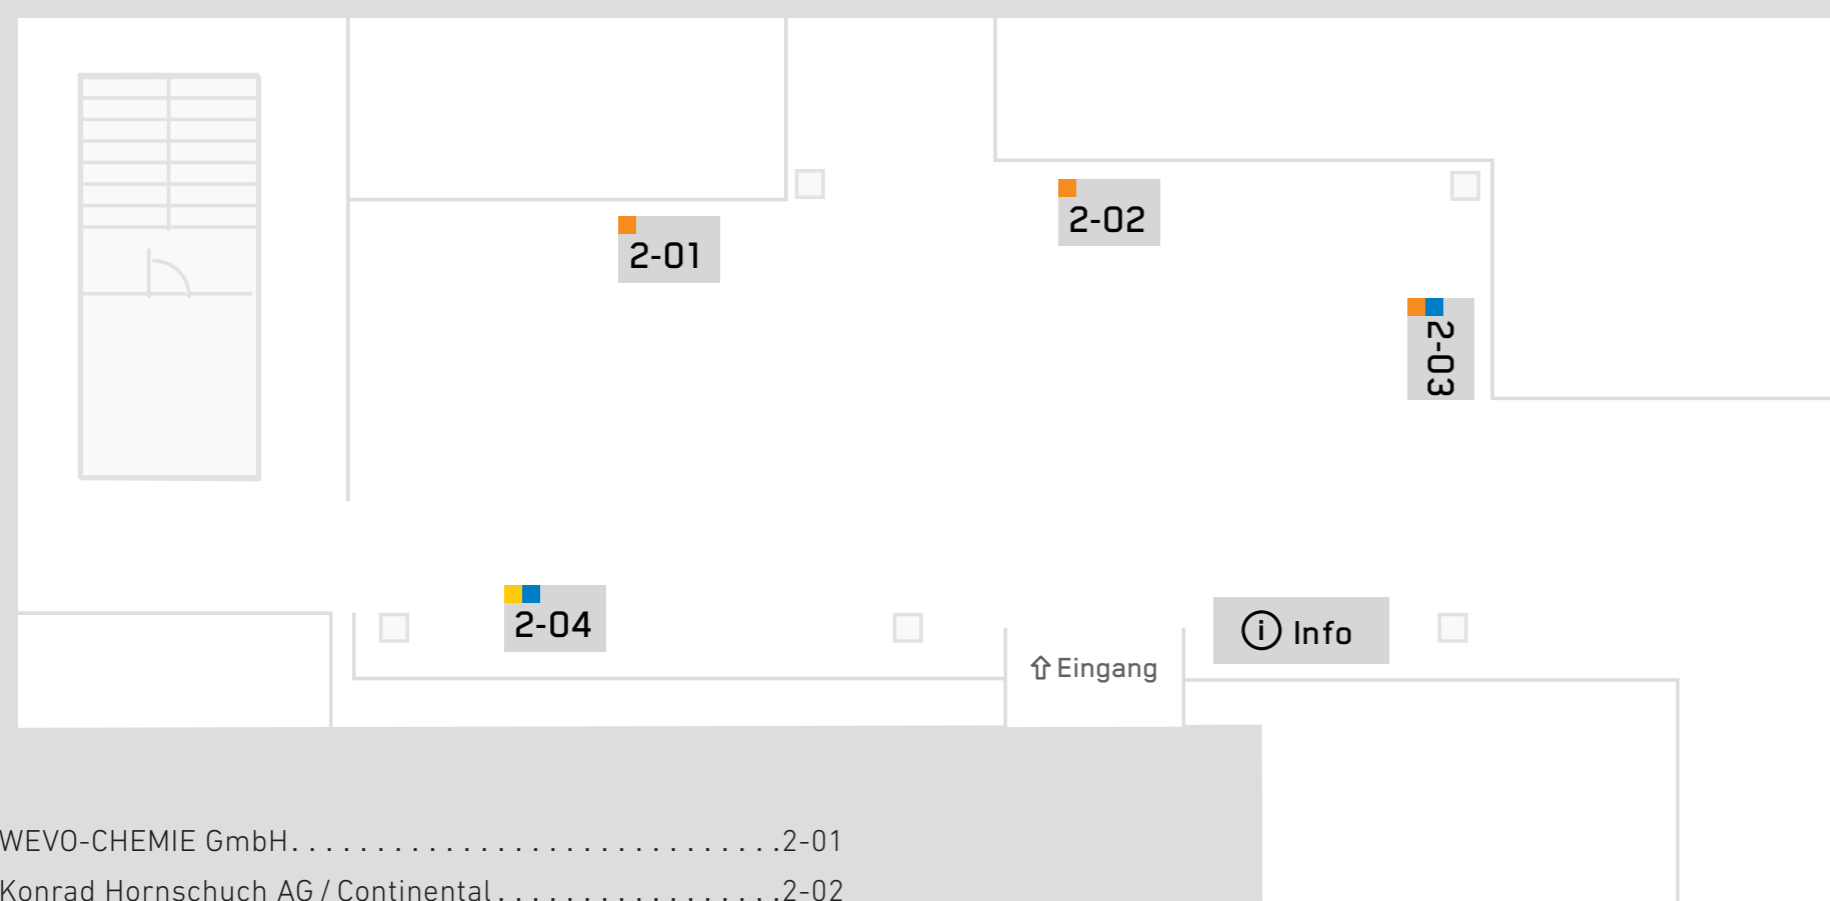 2-01
2-02
2-03
2-04
i Info
⇧ Eingang
WEVO-CHEMIE GmbH. . . . . . . . . . . . . . . . . . . . . . . . . . . . .2-01
Konrad Hornschuch AG / Continental . . . . . . . . . . . . . . . . .2-02